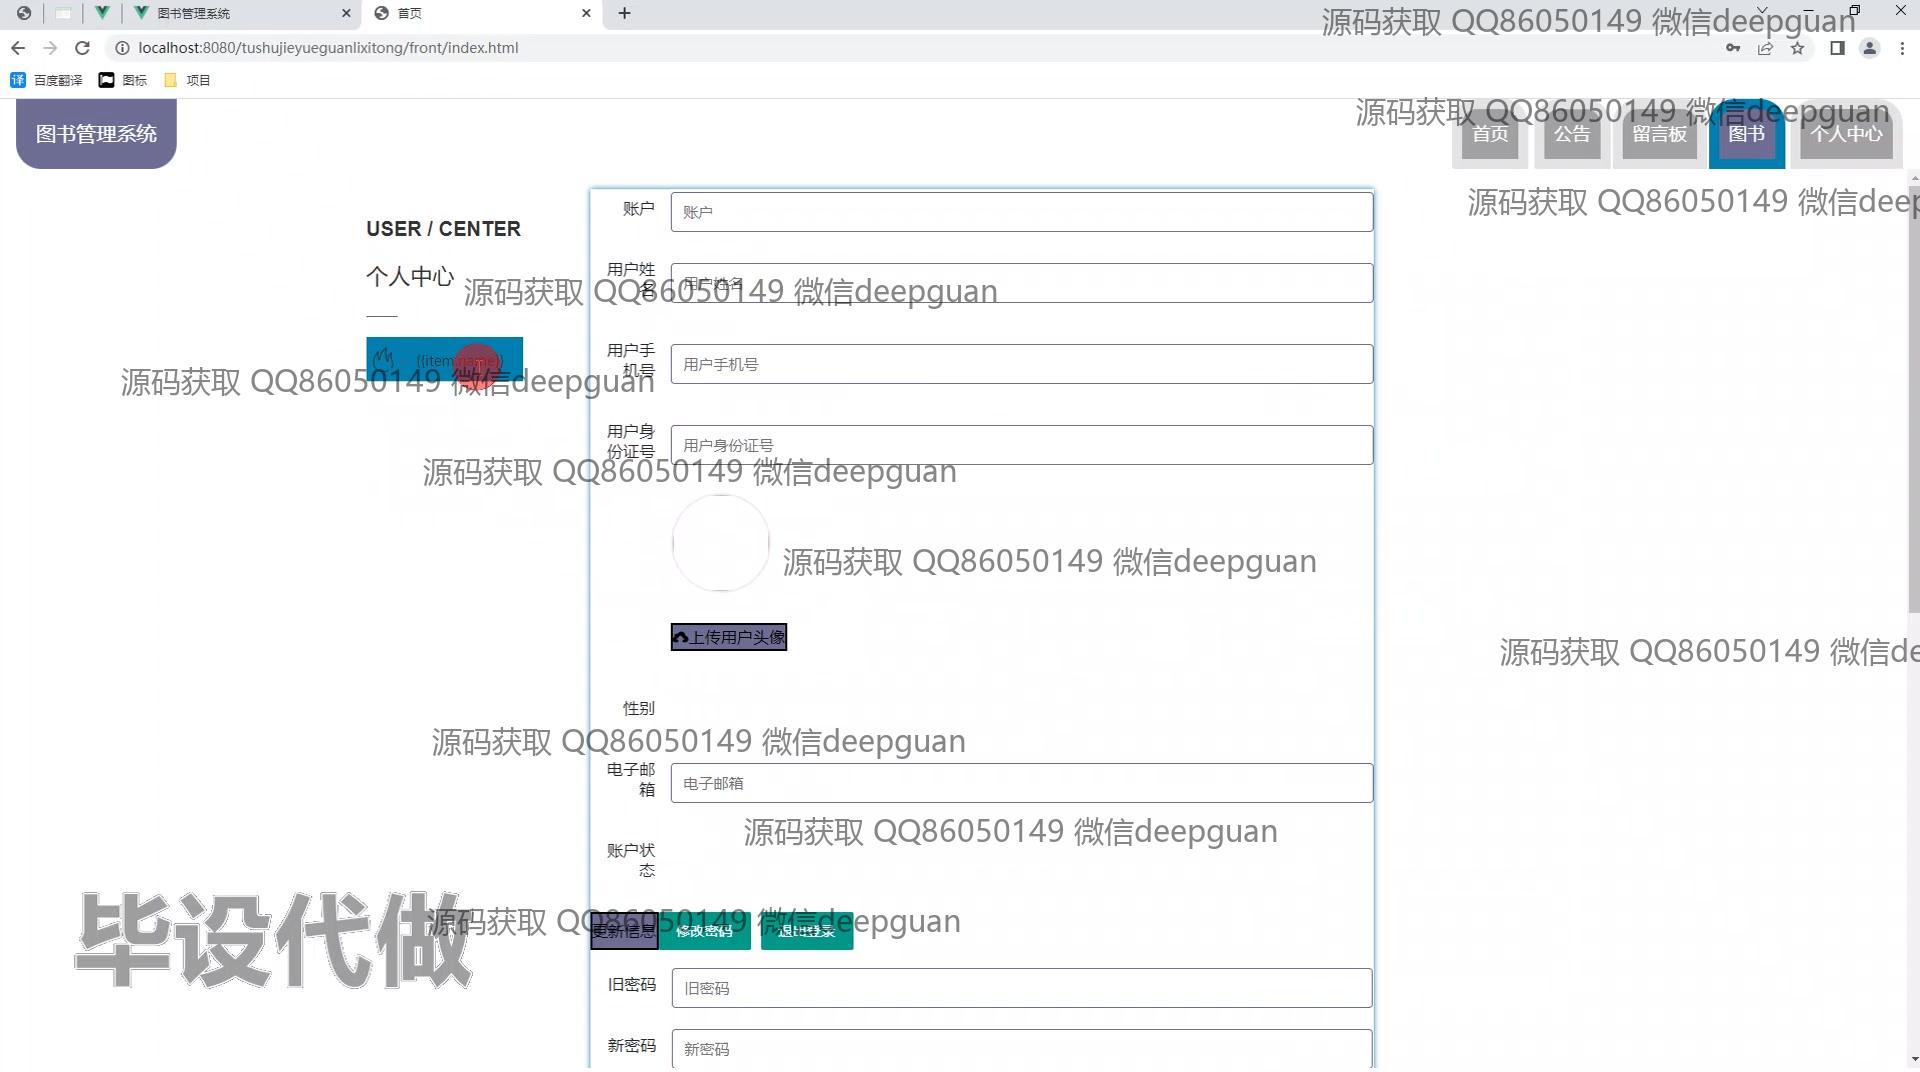 图书管理系统
首页
源码获取 QQ86050149 微信deepguan
localhost:8080/tushujieyueguanlixitong/front/index.html
译 百度翻译 图标 项目
源码获取 QQ86050149 微信deepguan
图书管理系统
首页 公告 留言板 图书 个人中心
源码获取 QQ86050149 微信deep
账户 账户
USER / CENTER
个人中心
用户姓名 用户姓名
源码获取 QQ86050149 微信deepguan
用户手机号 用户手机号
{{item.name}}
源码获取 QQ86050149 微信deepguan
用户身份证号 用户身份证号
源码获取 QQ86050149 微信deepguan
源码获取 QQ86050149 微信deepguan
上传用户头像
源码获取 QQ86050149 微信de
性别
源码获取 QQ86050149 微信deepguan
电子邮箱 电子邮箱
源码获取 QQ86050149 微信deepguan
账户状态
源码获取 QQ86050149 微信deepguan
更新信息 修改密码 退出登录
毕设代做
旧密码 旧密码
新密码 新密码